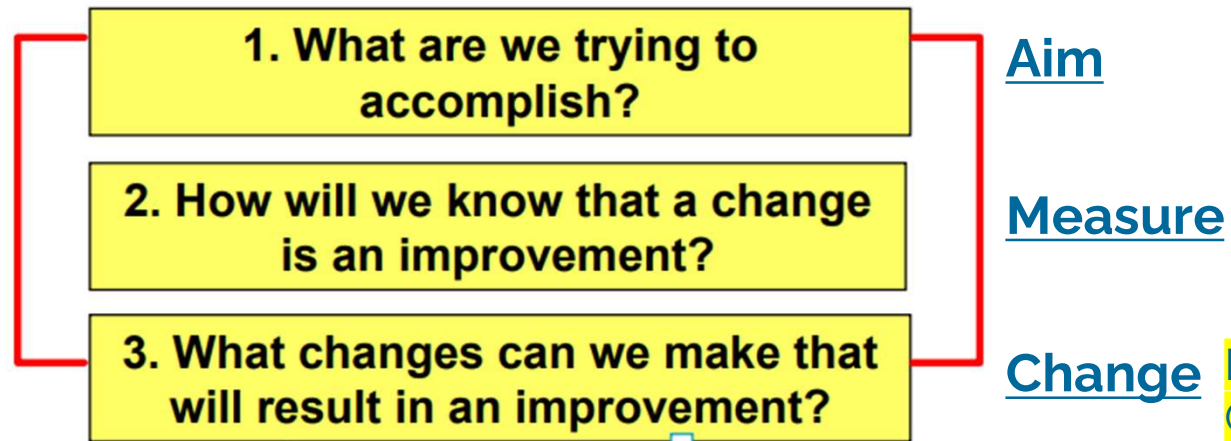 1. What are we trying to
accomplish?
Aim
2. How will we know that a change
is an improvement?
Measure
3. What changes can we make that
will result in an improvement?
Change